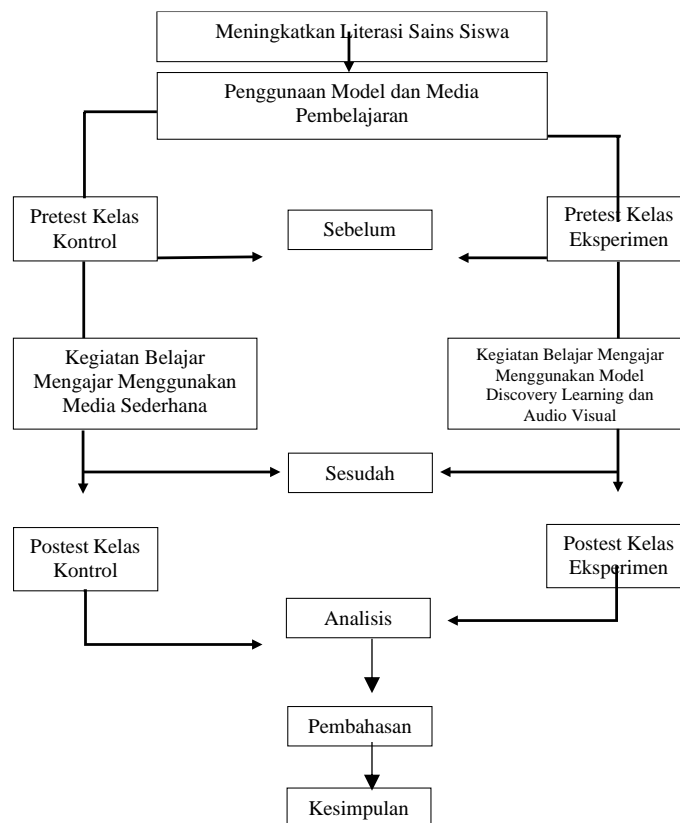 Meningkatkan Literasi Sains Siswa
Penggunaan Model dan Media
Pembelajaran
Pretest Kelas
Kontrol
Sebelum
Pretest Kelas
Eksperimen
Kegiatan Belajar
Mengajar Menggunakan
Media Sederhana
Kegiatan Belajar Mengajar
Menggunakan Model
Discovery Learning dan
Audio Visual
Sesudah
Postest Kelas
Kontrol
Postest Kelas
Eksperimen
Analisis
Pembahasan
Kesimpulan